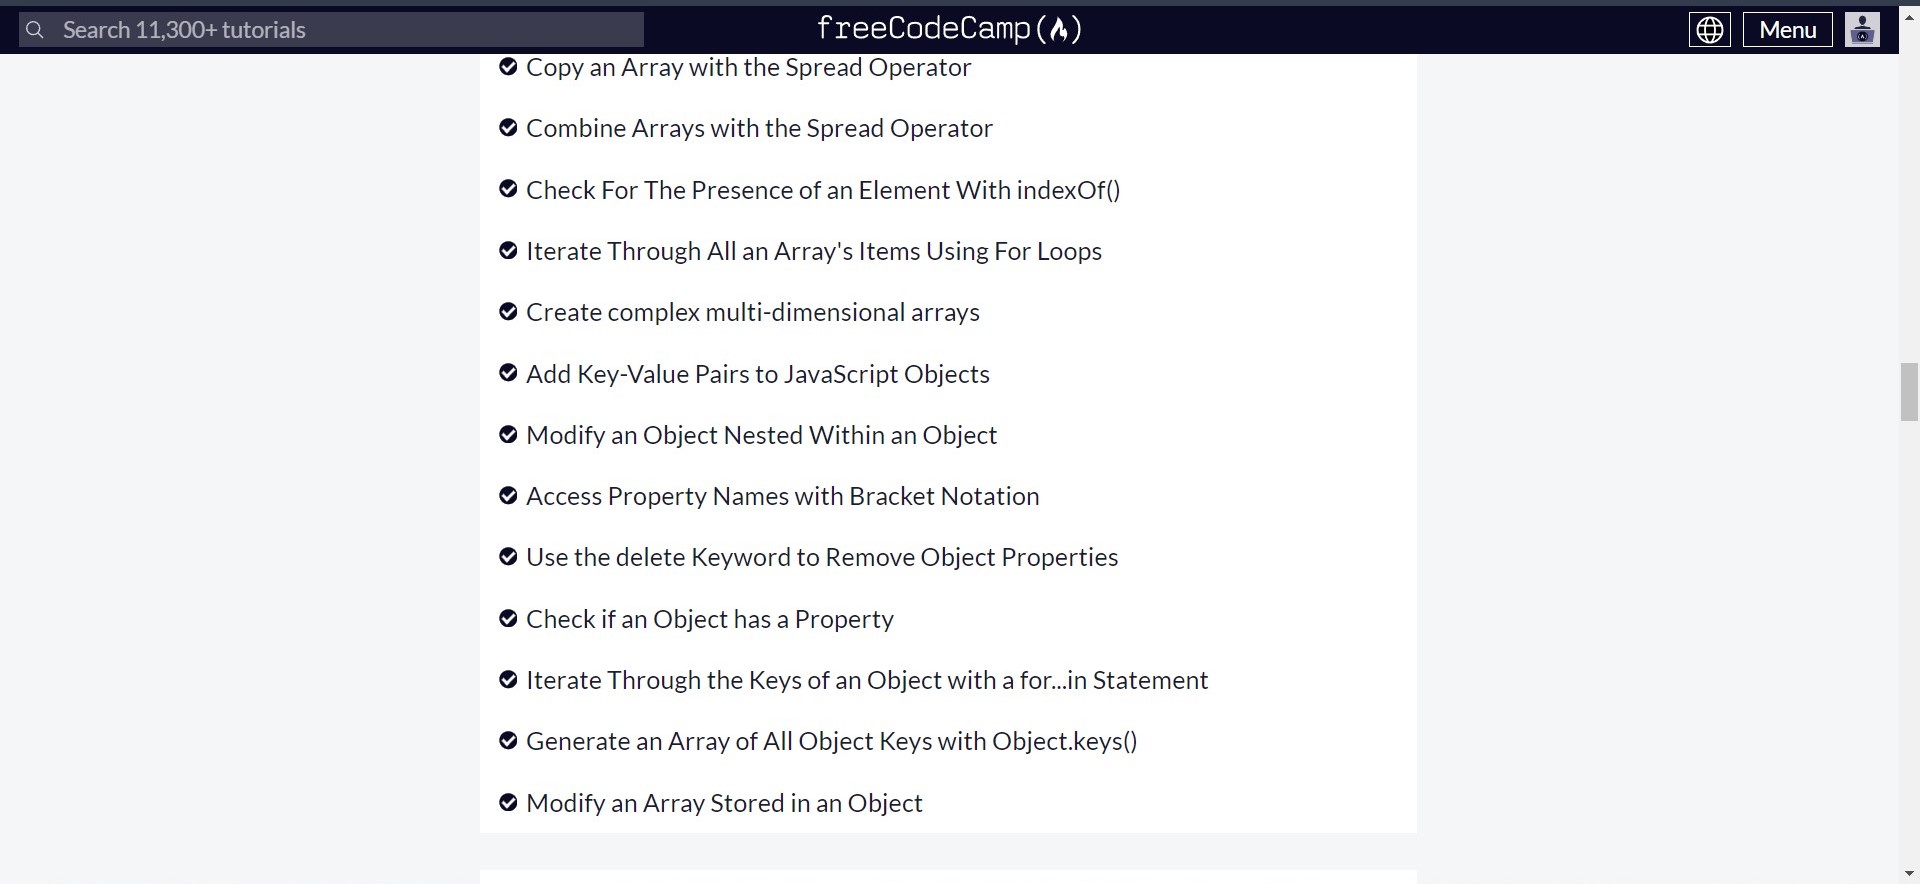 Search 11,300+ tutorials
freeCodeCamp(🔥)
Menu
Copy an Array with the Spread Operator
Combine Arrays with the Spread Operator
Check For The Presence of an Element With indexOf()
Iterate Through All an Array's Items Using For Loops
Create complex multi-dimensional arrays
Add Key-Value Pairs to JavaScript Objects
Modify an Object Nested Within an Object
Access Property Names with Bracket Notation
Use the delete Keyword to Remove Object Properties
Check if an Object has a Property
Iterate Through the Keys of an Object with a for...in Statement
Generate an Array of All Object Keys with Object.keys()
Modify an Array Stored in an Object